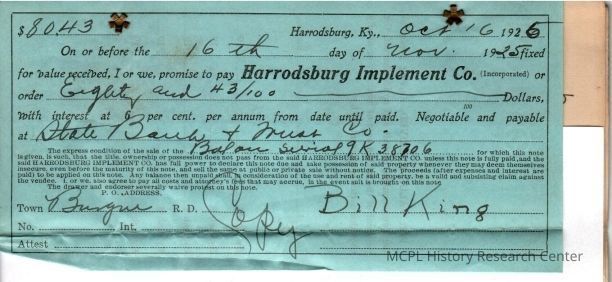 $80.43 Harrodsburg, Ky., Oct 16 1925
On or before the 16 th day of Nov. 1925 fixed
for value received, I or we, promise to pay Harrodsburg Implement Co. (Incorporated) or
order Eighty and 43/100 Dollars,
with interest at 6 per cent. per annum from date until paid. Negotiable and payable
at State Bank & Trust Co.
The express condition of the sale of the Balan serial 9K 38706 for which this note
is given, is such, that the title, ownership or possession does not pass from the said HARRODSBURG IMPLEMENT CO. unless this note is fully paid, and the
said HARRODSBURG IMPLEMENT CO. has full power to declare this note due and take possession of said property whenever they may deem themselves
insecure, even before the maturity of this note, and sell the same at public or private sale without notice. The proceeds (after expenses and interest are
paid) to be applied on this note. Any balance then unpaid shall, in consideration of the use and rent of said property, be a valid and subsisting claim against
the vendee. I or we, also agree to pay all costs and attorney's fees that may accrue, in the event suit is brought on this note
The drawer and endorser severally waive protest on this note.
P. O. ADDRESS.
Town Burgin R. D. Copy Bill King
No. Int.
Attest
MCPL History Research Center